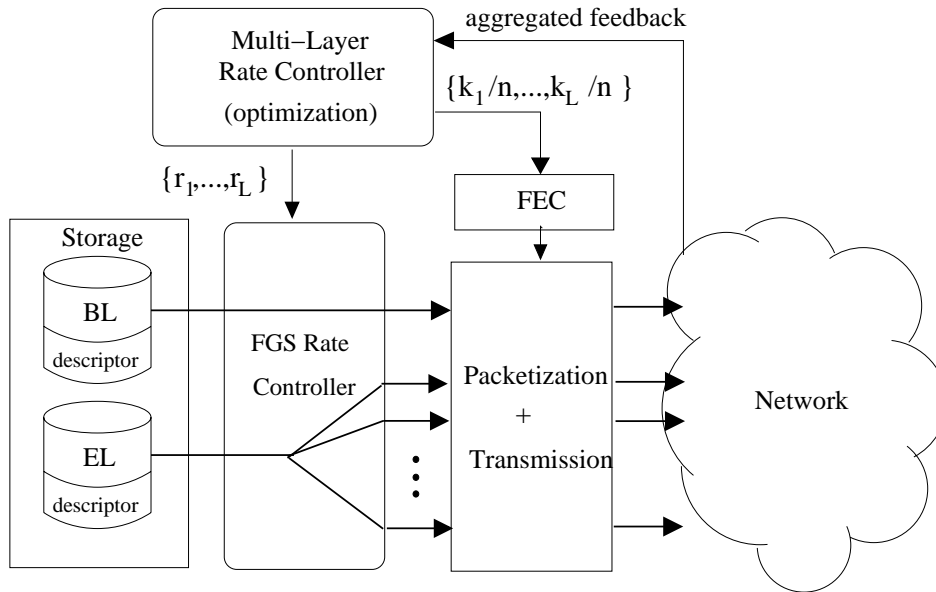 aggregated feedback
Multi−Layer
Rate Controller
(optimization)
{k1/n,...,kL/n }
{r1,...,rL}
FEC
Storage
BL
descriptor
EL
descriptor
FGS Rate
Controller
Packetization
+
Transmission
Network